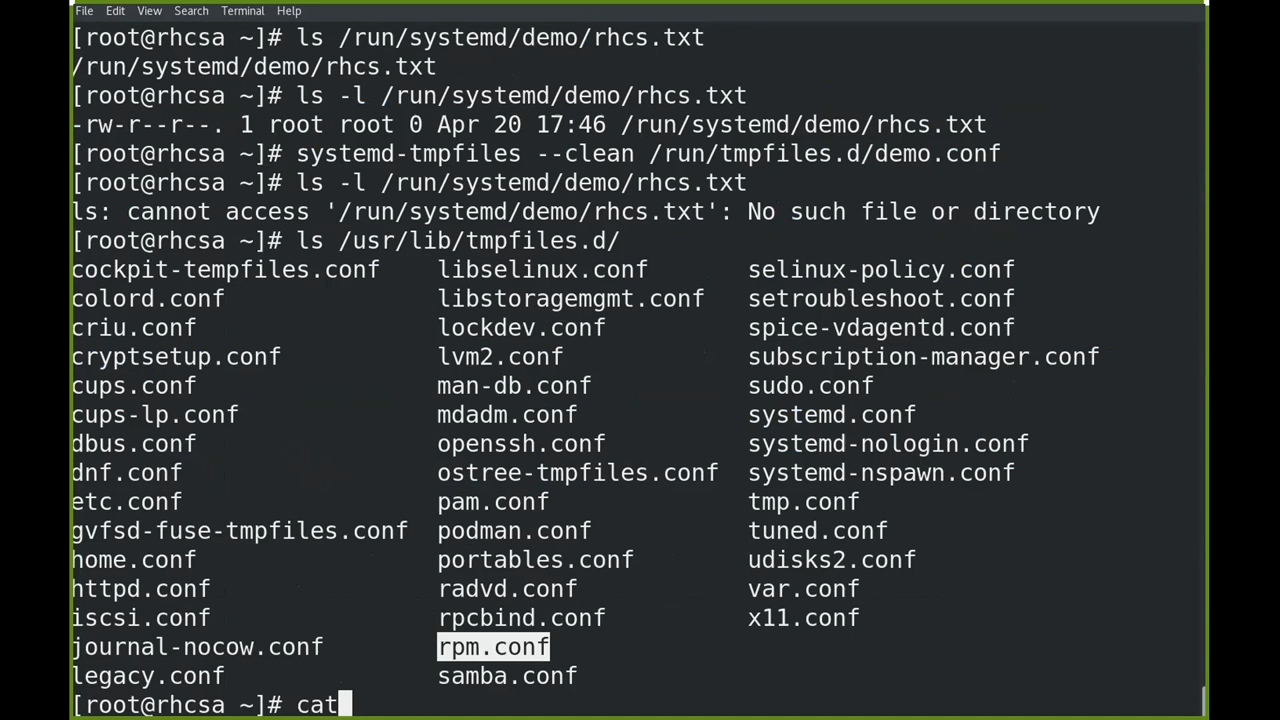 File Edit View Search Terminal Help
[root@rhcsa ~]# ls /run/systemd/demo/rhcs.txt
/run/systemd/demo/rhcs.txt
[root@rhcsa ~]# ls -l /run/systemd/demo/rhcs.txt
-rw-r--r--. 1 root root 0 Apr 20 17:46 /run/systemd/demo/rhcs.txt
[root@rhcsa ~]# systemd-tmpfiles --clean /run/tmpfiles.d/demo.conf
[root@rhcsa ~]# ls -l /run/systemd/demo/rhcs.txt
ls: cannot access '/run/systemd/demo/rhcs.txt': No such file or directory
[root@rhcsa ~]# ls /usr/lib/tmpfiles.d/
cockpit-tempfiles.conf libselinux.conf selinux-policy.conf
colord.conf libstoragemgmt.conf setroubleshoot.conf
criu.conf lockdev.conf spice-vdagentd.conf
cryptsetup.conf lvm2.conf subscription-manager.conf
cups.conf man-db.conf sudo.conf
cups-lp.conf mdadm.conf systemd.conf
dbus.conf openssh.conf systemd-nologin.conf
dnf.conf ostree-tmpfiles.conf systemd-nspawn.conf
etc.conf pam.conf tmp.conf
gvfsd-fuse-tmpfiles.conf podman.conf tuned.conf
home.conf portables.conf udisks2.conf
httpd.conf radvd.conf var.conf
iscsi.conf rpcbind.conf x11.conf
journal-nocow.conf rpm.conf
legacy.conf samba.conf
[root@rhcsa ~]# cat